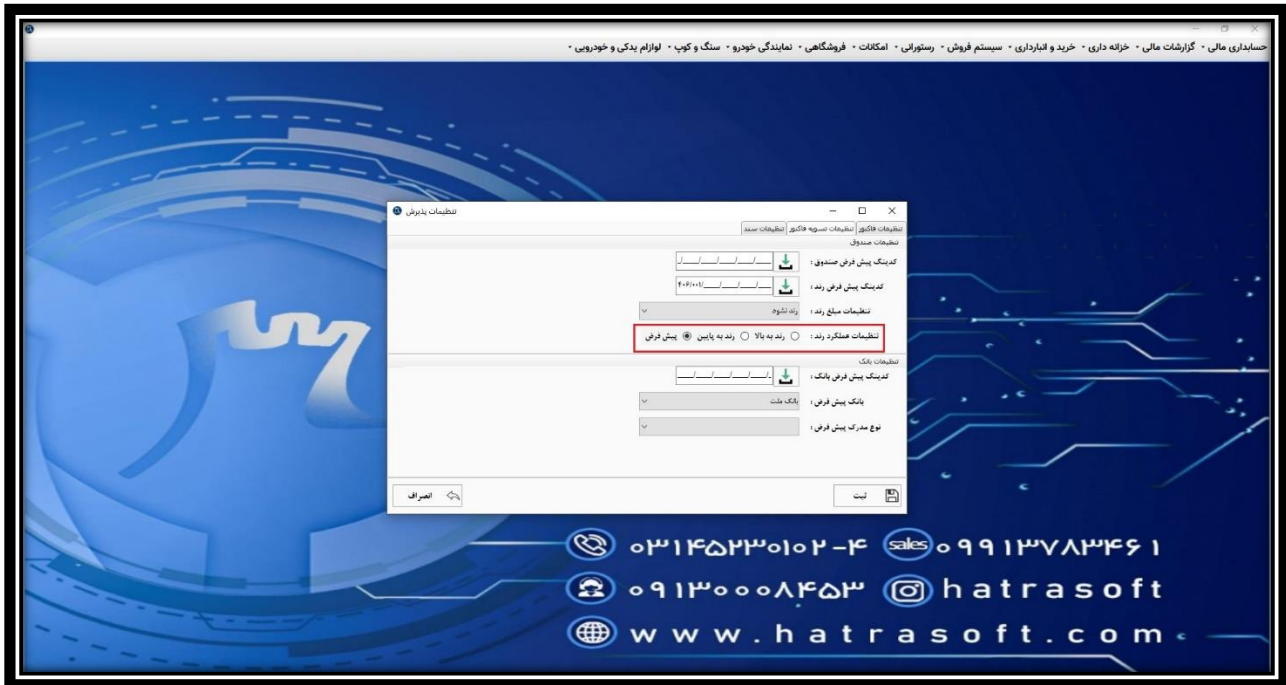 حسابداری مالی - گزارشات مالی - خزانه داری - خرید و انبارداری - سیستم فروش - رستورانی - امکانات - فروشگاهی - نمایندگی خودرو - سنگ و کوپ - لوازم یدکی و خودرویی -
تنظیمات پذیرش
تنظیمات فاکتور تنظیمات تسویه فاکتور تنظیمات سند
تنظیمات صندوق
کدینگ پیش فرض صندوق :
کدینگ پیش فرض رند : ۴۰۶/۰۰۱/
تنظیمات مبلغ رند : رند نشود
تنظیمات عملکرد رند : رند به بالا رند به پایین پیش فرض
تنظیمات بانک
کدینگ پیش فرض بانک :
بانک پیش فرض : بانک ملت
نوع مدرک پیش فرض :
ثبت انصراف
۰۳۱۴۵۲۳۰۱۰۲-۴ sales ۰۹۹۱۳۷۸۳۴۶۱
۰۹۱۳۰۰۰۸۴۵۳ hatrasoft
www.hatrasoft.com